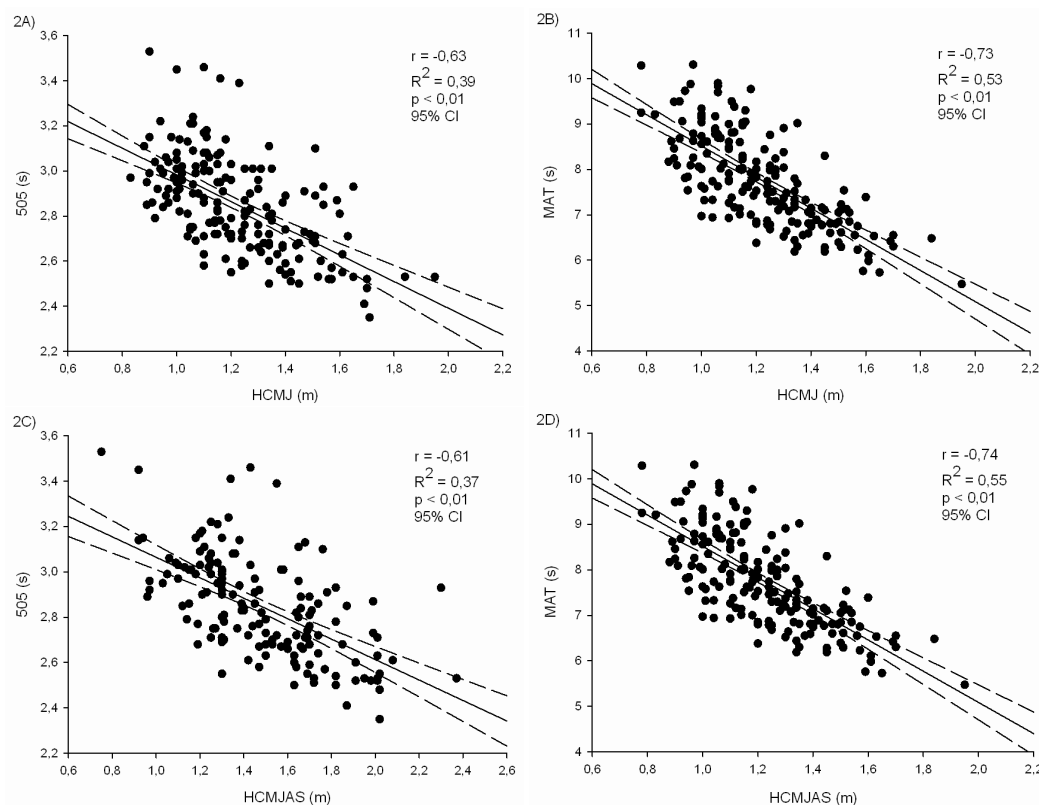 2A)
3,6
3,4
3,2
3,0
2,8
2,6
2,4
2,2
505 (s)
r = -0,63
R² = 0,39
p < 0,01
95% CI
0,6 0,8 1,0 1,2 1,4 1,6 1,8 2,0 2,2
HCMJ (m)
2B)
11
10
9
8
7
6
5
4
MAT (s)
r = -0,73
R² = 0,53
p < 0,01
95% CI
0,6 0,8 1,0 1,2 1,4 1,6 1,8 2,0 2,2
HCMJ (m)
2C)
3,6
3,4
3,2
3,0
2,8
2,6
2,4
2,2
505 (s)
r = -0,61
R² = 0,37
p < 0,01
95% CI
0,6 0,8 1,0 1,2 1,4 1,6 1,8 2,0 2,2 2,4 2,6
HCMJAS (m)
2D)
11
10
9
8
7
6
5
4
MAT (s)
r = -0,74
R² = 0,55
p < 0,01
95% CI
0,6 0,8 1,0 1,2 1,4 1,6 1,8 2,0 2,2
HCMJAS (m)